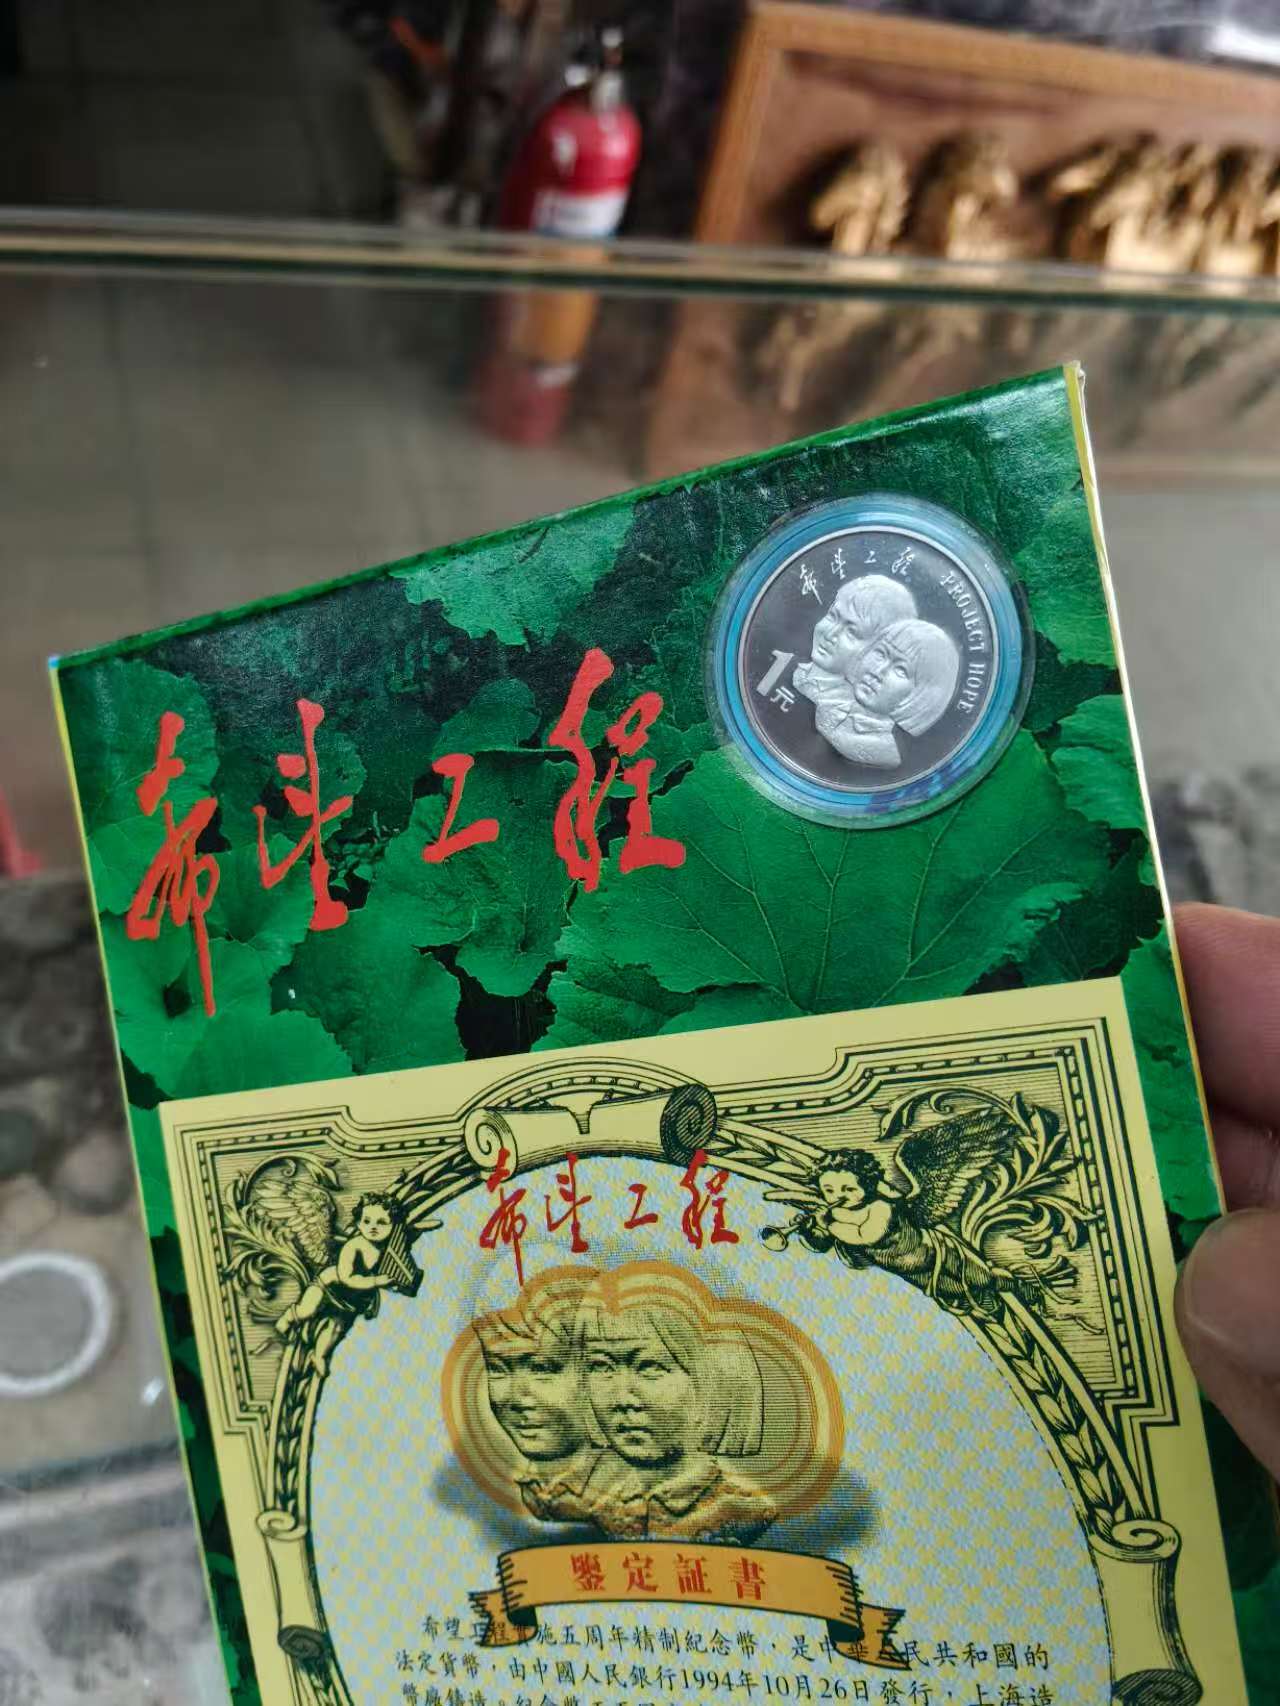 希望工程 PROJECT HOPE
1元
希望工程
希望工程
鑒定証書
希望工程實施五周年精制紀念幣，是中華人民共和國的
法定貨幣，由中國人民銀行1994年10月26日發行，上海造
幣廠鑄造。紀念幣